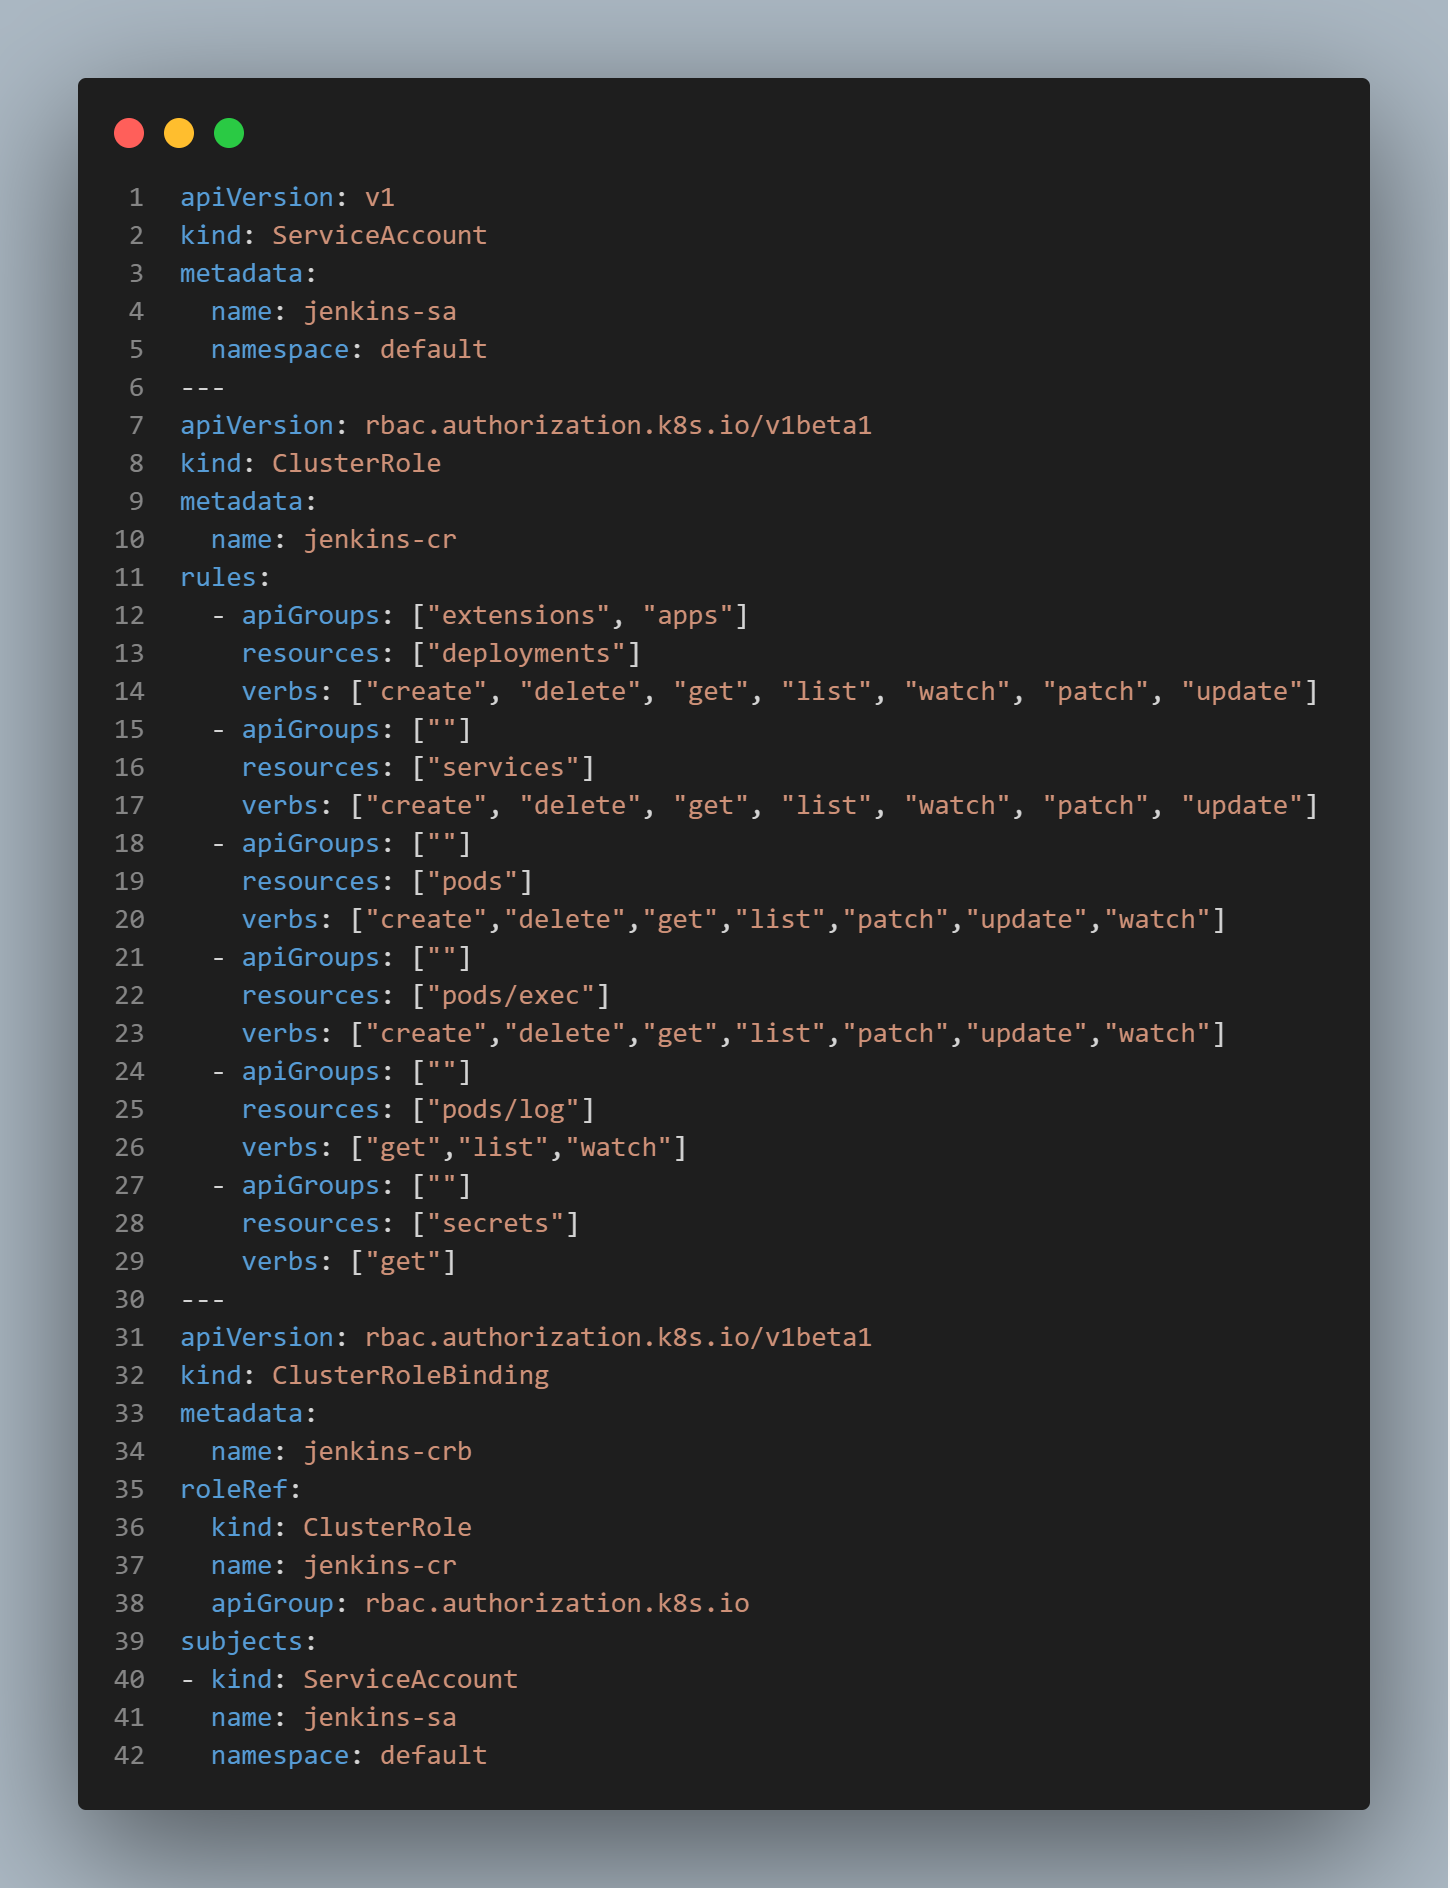 1 apiVersion: v1
2 kind: ServiceAccount
3 metadata:
4   name: jenkins-sa
5   namespace: default
6 ---
7 apiVersion: rbac.authorization.k8s.io/v1beta1
8 kind: ClusterRole
9 metadata:
10   name: jenkins-cr
11 rules:
12   - apiGroups: ["extensions", "apps"]
13     resources: ["deployments"]
14     verbs: ["create", "delete", "get", "list", "watch", "patch", "update"]
15   - apiGroups: [""]
16     resources: ["services"]
17     verbs: ["create", "delete", "get", "list", "watch", "patch", "update"]
18   - apiGroups: [""]
19     resources: ["pods"]
20     verbs: ["create","delete","get","list","patch","update","watch"]
21   - apiGroups: [""]
22     resources: ["pods/exec"]
23     verbs: ["create","delete","get","list","patch","update","watch"]
24   - apiGroups: [""]
25     resources: ["pods/log"]
26     verbs: ["get","list","watch"]
27   - apiGroups: [""]
28     resources: ["secrets"]
29     verbs: ["get"]
30 ---
31 apiVersion: rbac.authorization.k8s.io/v1beta1
32 kind: ClusterRoleBinding
33 metadata:
34   name: jenkins-crb
35 roleRef:
36   kind: ClusterRole
37   name: jenkins-cr
38   apiGroup: rbac.authorization.k8s.io
39 subjects:
40 - kind: ServiceAccount
41   name: jenkins-sa
42   namespace: default